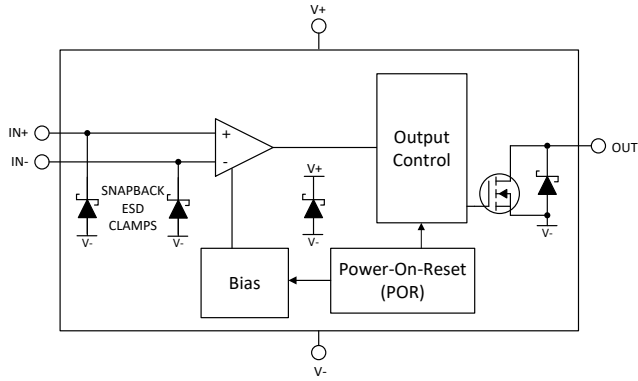 V+
IN+
IN-
+
-
Output
Control
OUT
V+
SNAPBACK
ESD
CLAMPS
V-
V-
V-
V-
Bias
Power-On-Reset
(POR)
V-